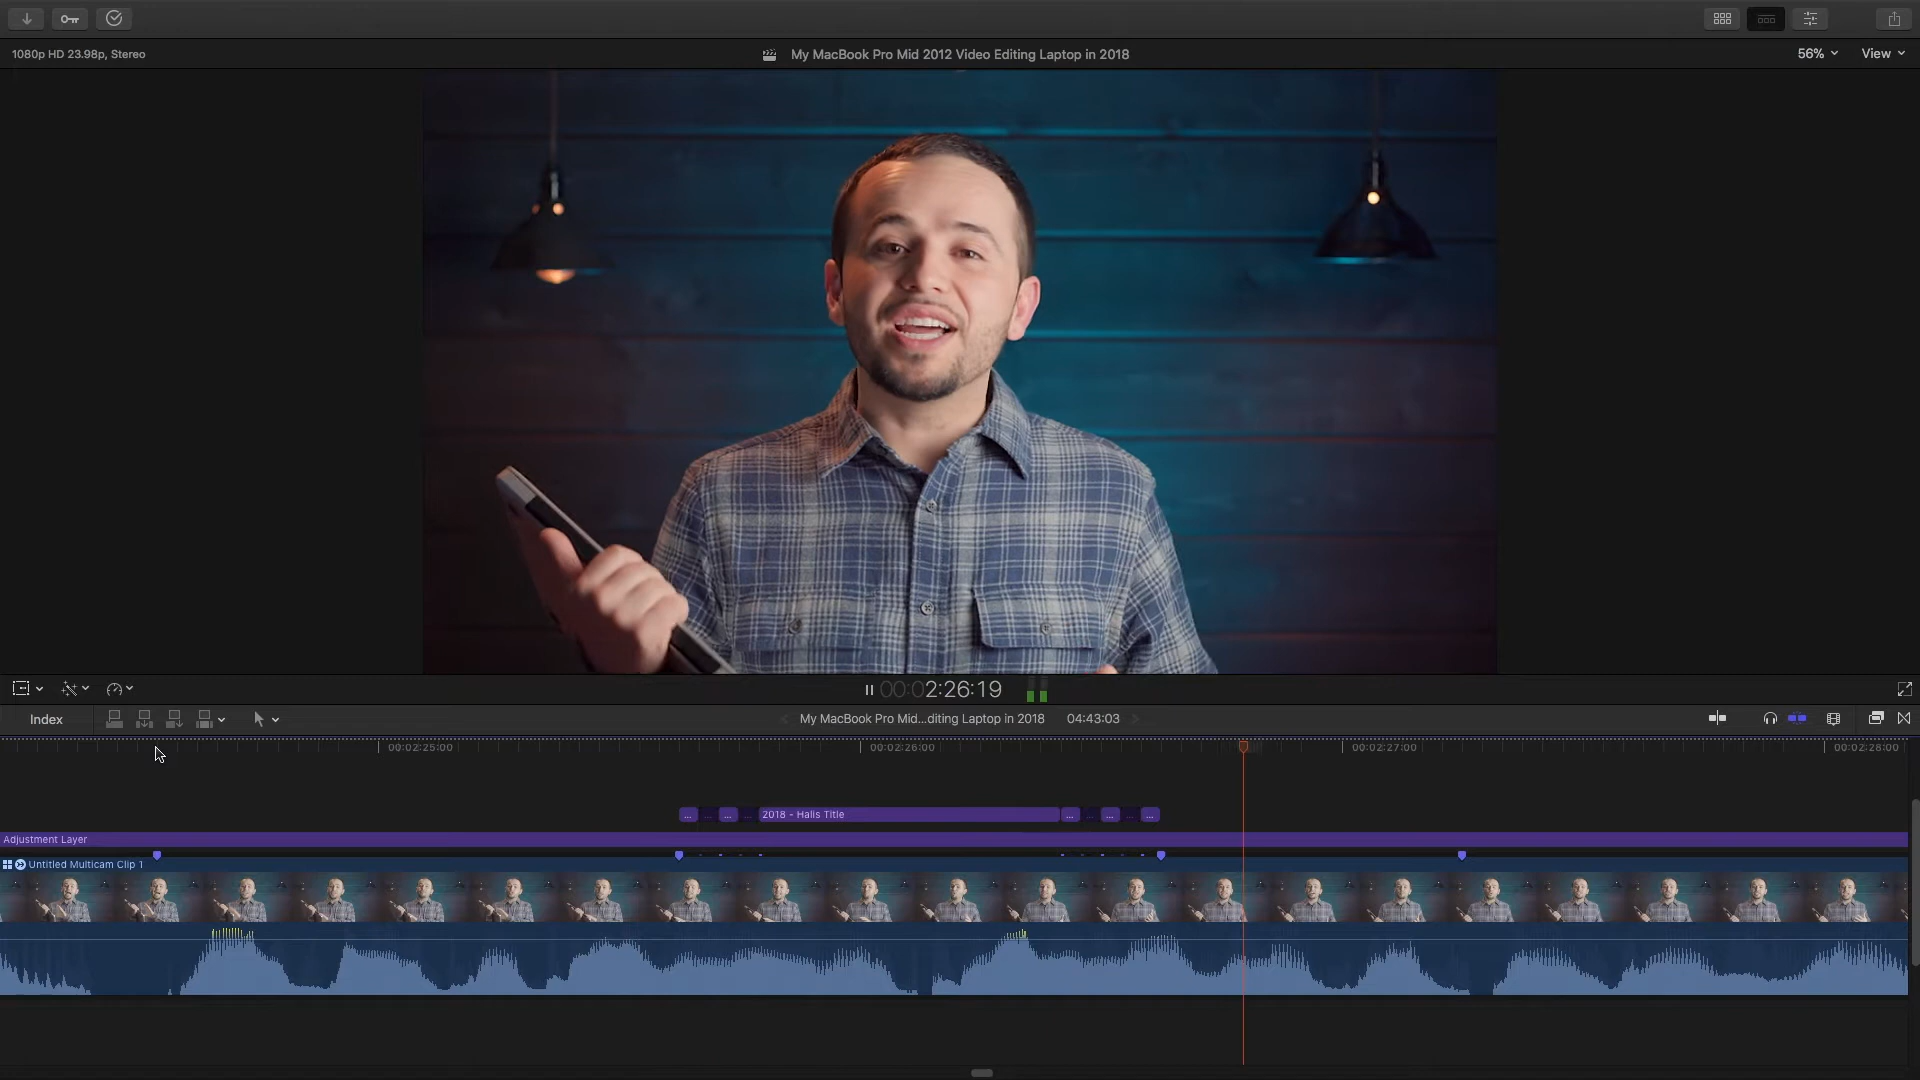 1080p HD 23.98p, Stereo
My MacBook Pro Mid 2012 Video Editing Laptop in 2018
56%
View
00:00:02:26:19
Index
My MacBook Pro Mid...diting Laptop in 2018
04:43:03
00:02:25:00
00:02:26:00
00:02:27:00
00:02:28:00
... ... ... ... 2018 - Halis Title ... ... ... ... ...
Adjustment Layer
Untitled Multicam Clip 1